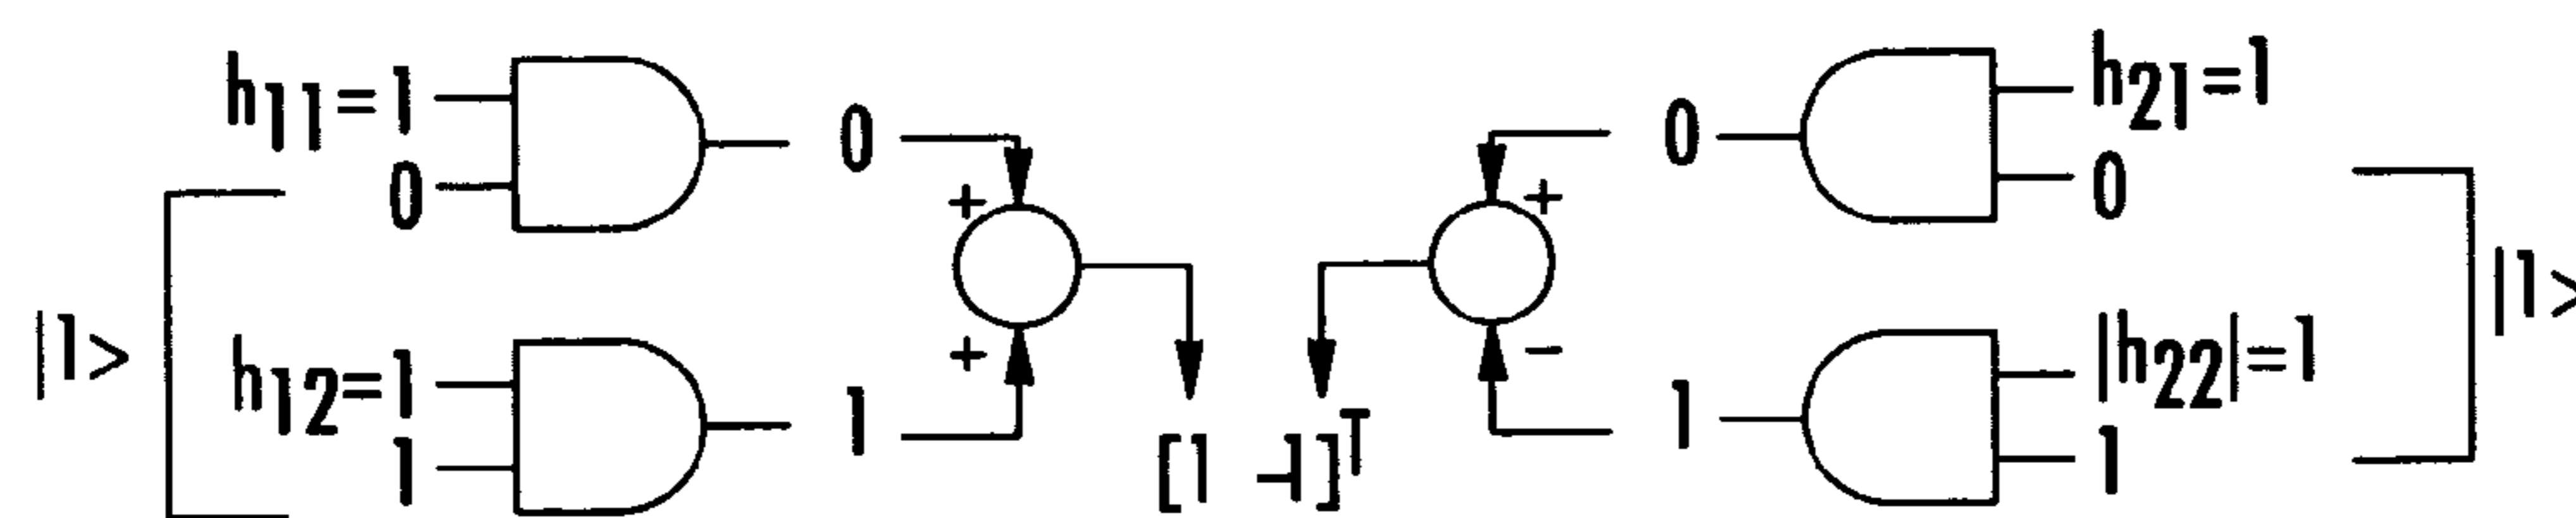 h11=1 0 0 h21=1
0 0
+ +
|1> |1>
+ −
h12=1 1 1 |h22|=1
1 1
[1 −1]T